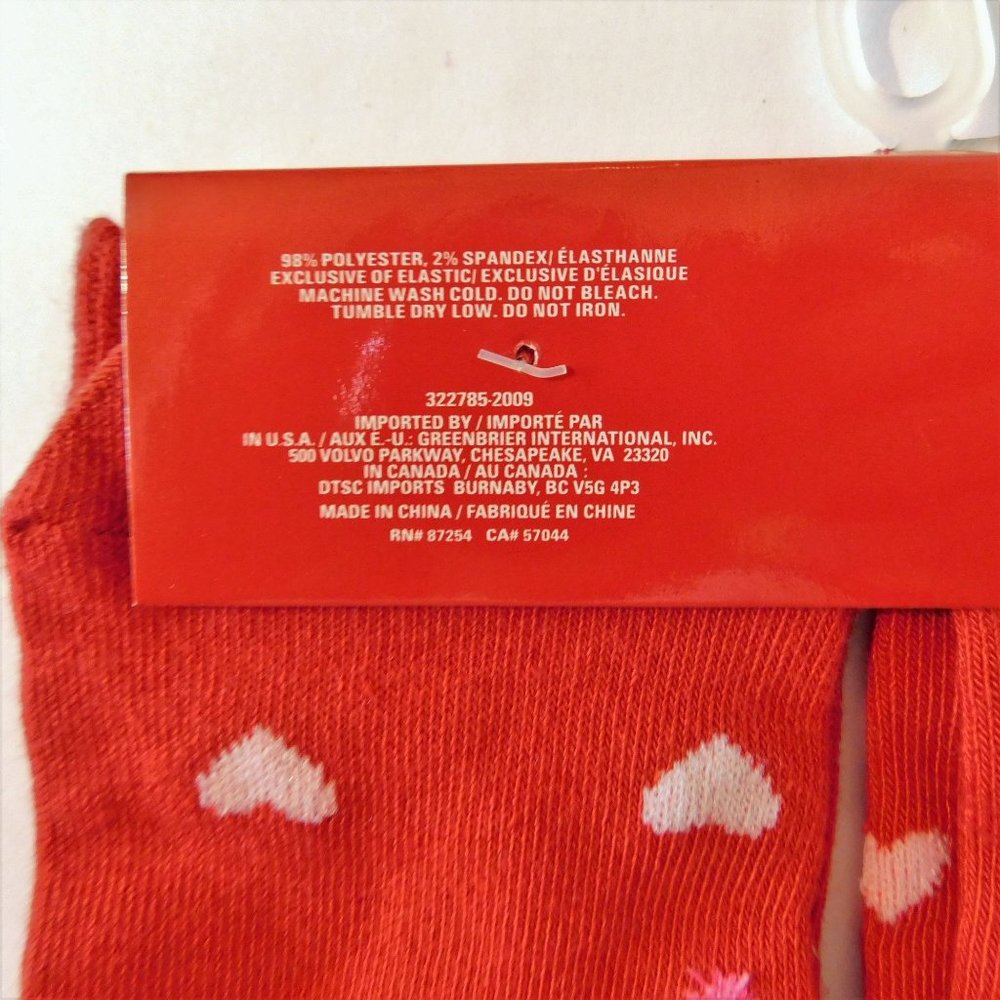 98% POLYESTER, 2% SPANDEX/ ÉLASTHANNE
EXCLUSIVE OF ELASTIC/ EXCLUSIVE D'ÉLASIQUE
MACHINE WASH COLD. DO NOT BLEACH.
TUMBLE DRY LOW. DO NOT IRON.
322785-2009
IMPORTED BY / IMPORTÉ PAR
IN U.S.A. / AUX E.-U.: GREENBRIER INTERNATIONAL, INC.
500 VOLVO PARKWAY, CHESAPEAKE, VA 23320
IN CANADA / AU CANADA :
DTSC IMPORTS BURNABY, BC V5G 4P3
MADE IN CHINA / FABRIQUÉ EN CHINE
RN# 87254 CA# 57044